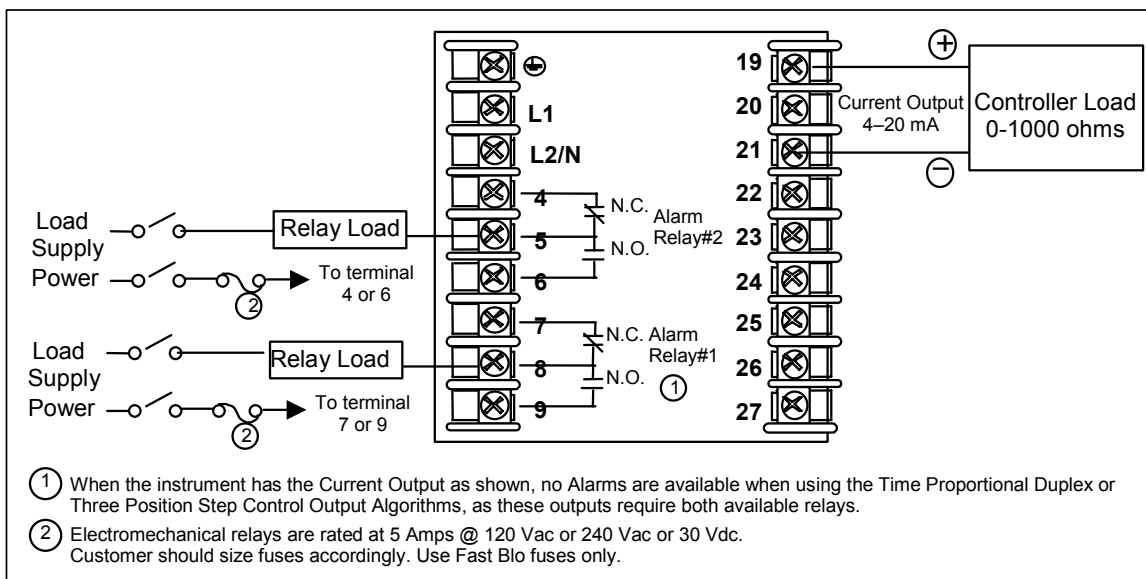 19
+
20
21
22
23
24
25
26
27
L1
L2/N
4
5
6
7
8
9
Current Output
4–20 mA
−
Controller Load
0-1000 ohms
N.C.
Alarm
Relay#2
N.O.
Load
Supply
Power
Relay Load
2
To terminal
4 or 6
N.C. Alarm
Relay#1
N.O.
1
Load
Supply
Power
Relay Load
2
To terminal
7 or 9
1 When the instrument has the Current Output as shown, no Alarms are available when using the Time Proportional Duplex or
Three Position Step Control Output Algorithms, as these outputs require both available relays.
2 Electromechanical relays are rated at 5 Amps @ 120 Vac or 240 Vac or 30 Vdc.
Customer should size fuses accordingly. Use Fast Blo fuses only.